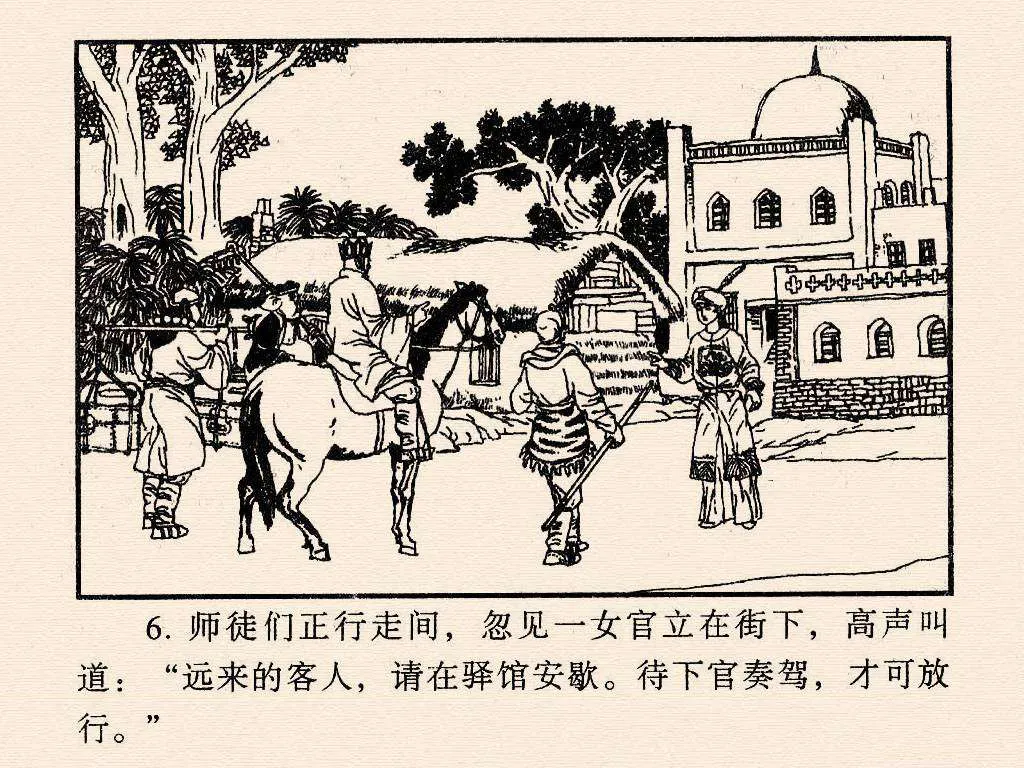 6. 师徒们正行走间，忽见一女官立在街下，高声叫
道：“远来的客人，请在驿馆安歇。待下官奏驾，才可放
行。”